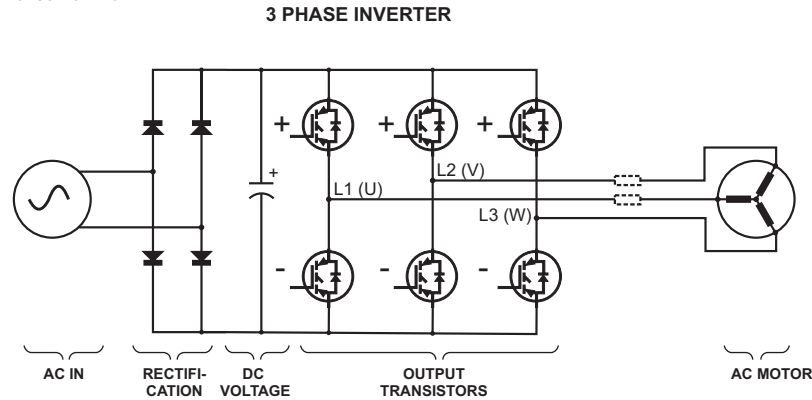 3 PHASE INVERTER
+ + +
+
L2 (V)
L1 (U)
L3 (W)
- - -
AC IN
RECTIFI-
CATION
DC
VOLTAGE
OUTPUT
TRANSISTORS
AC MOTOR